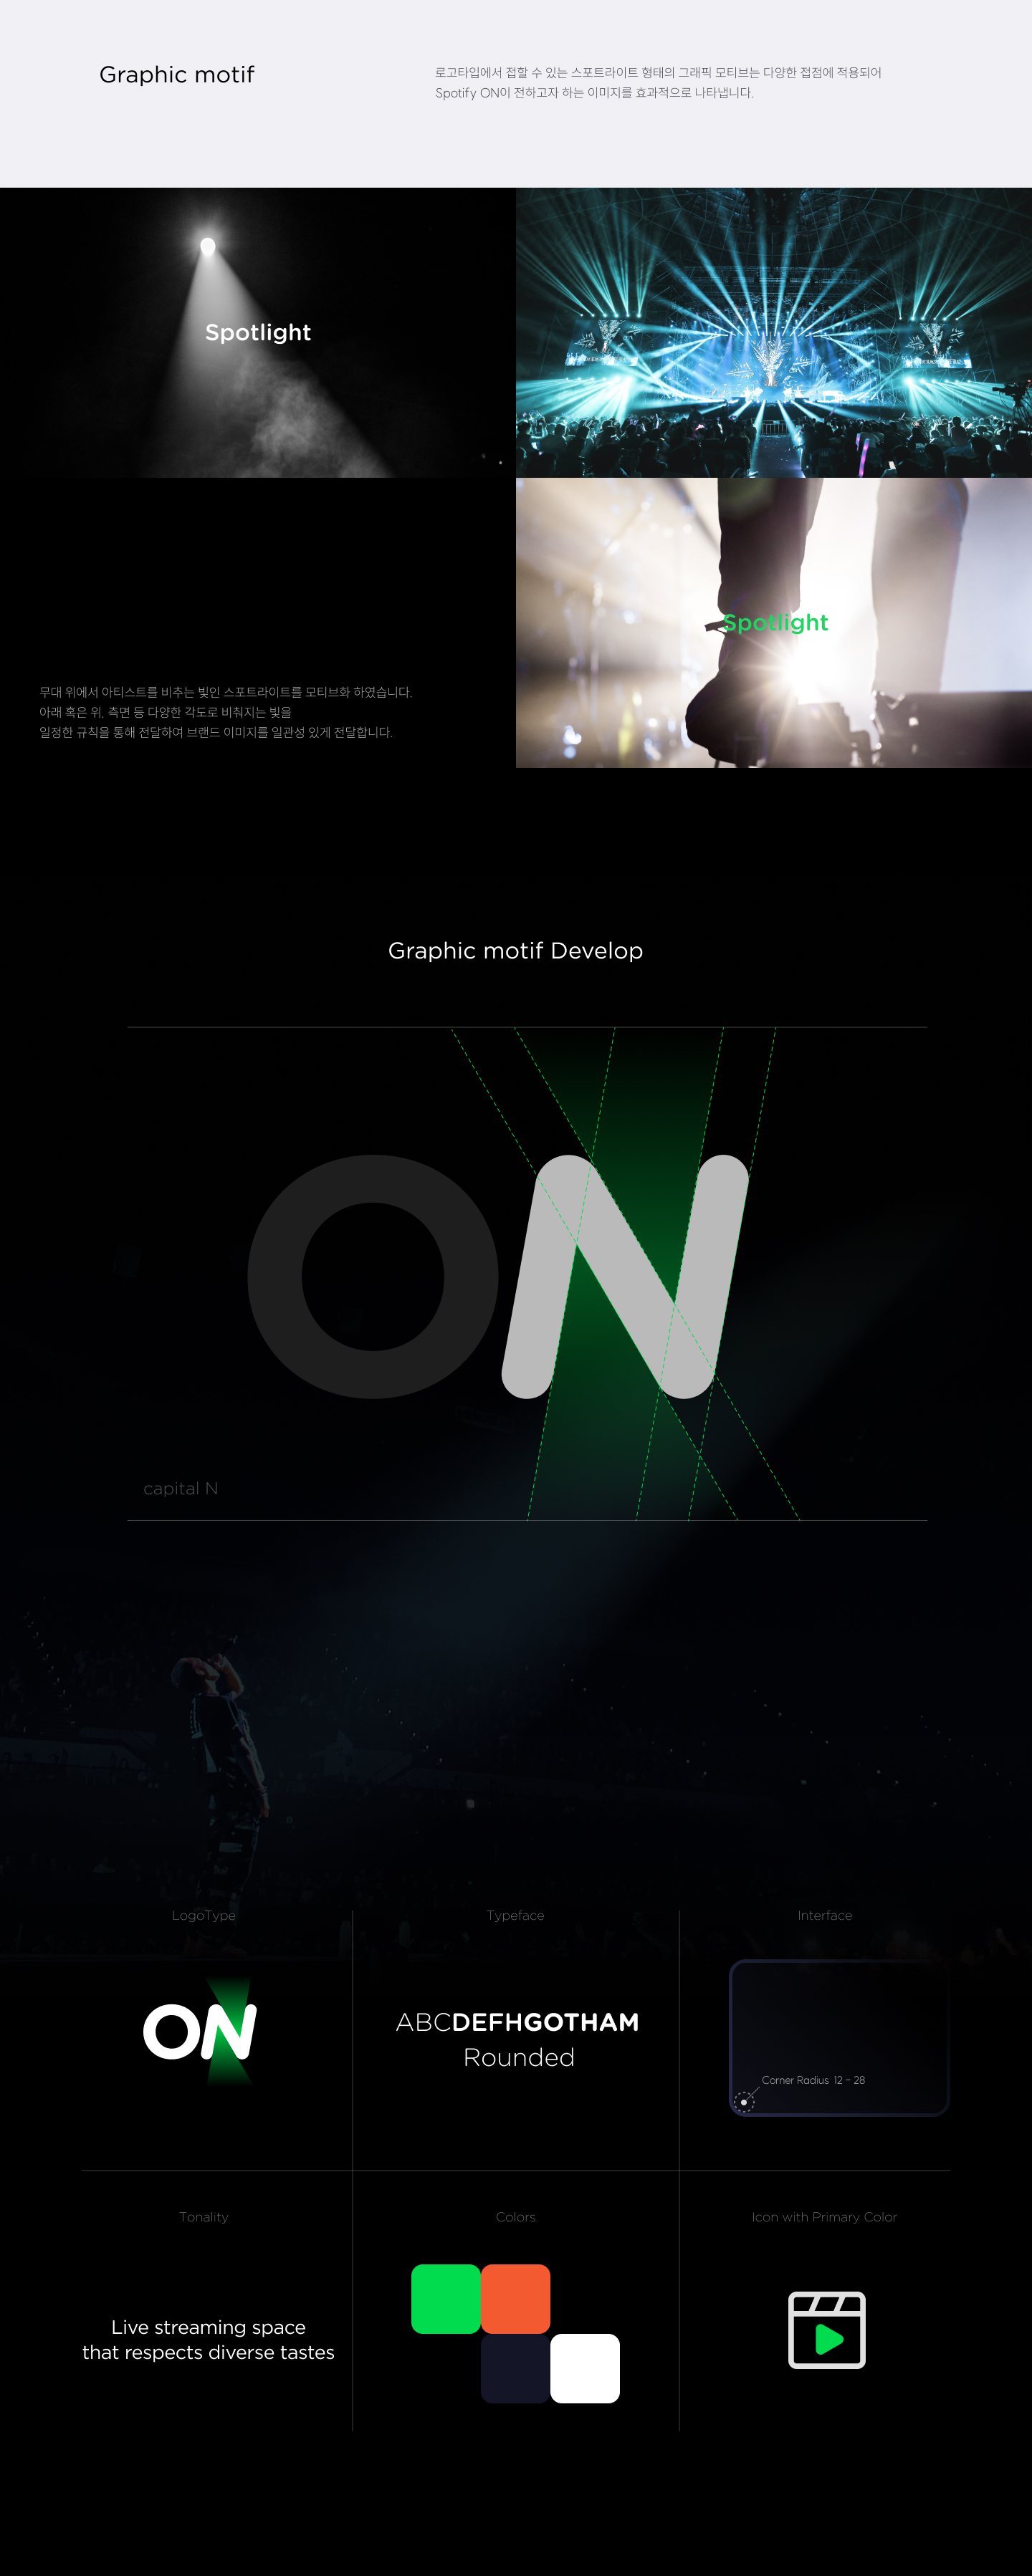 Graphic motif
로고타입에서 접할 수 있는 스포트라이트 형태의 그래픽 모티브는 다양한 접점에 적용되어
Spotify ON이 전하고자 하는 이미지를 효과적으로 나타냅니다.
Spotlight
Spotlight
무대 위에서 아티스트를 비추는 빛인 스포트라이트를 모티브화 하였습니다.
아래 혹은 위, 측면 등 다양한 각도로 비춰지는 빛을
일정한 규칙을 통해 전달하여 브랜드 이미지를 일관성 있게 전달합니다.
Graphic motif Develop
ON
capital N
LogoType
Typeface
Interface
ON
ABCDEFHGOTHAM
Rounded
Corner Radius 12 - 28
Tonality
Colors
Icon with Primary Color
Live streaming space
that respects diverse tastes